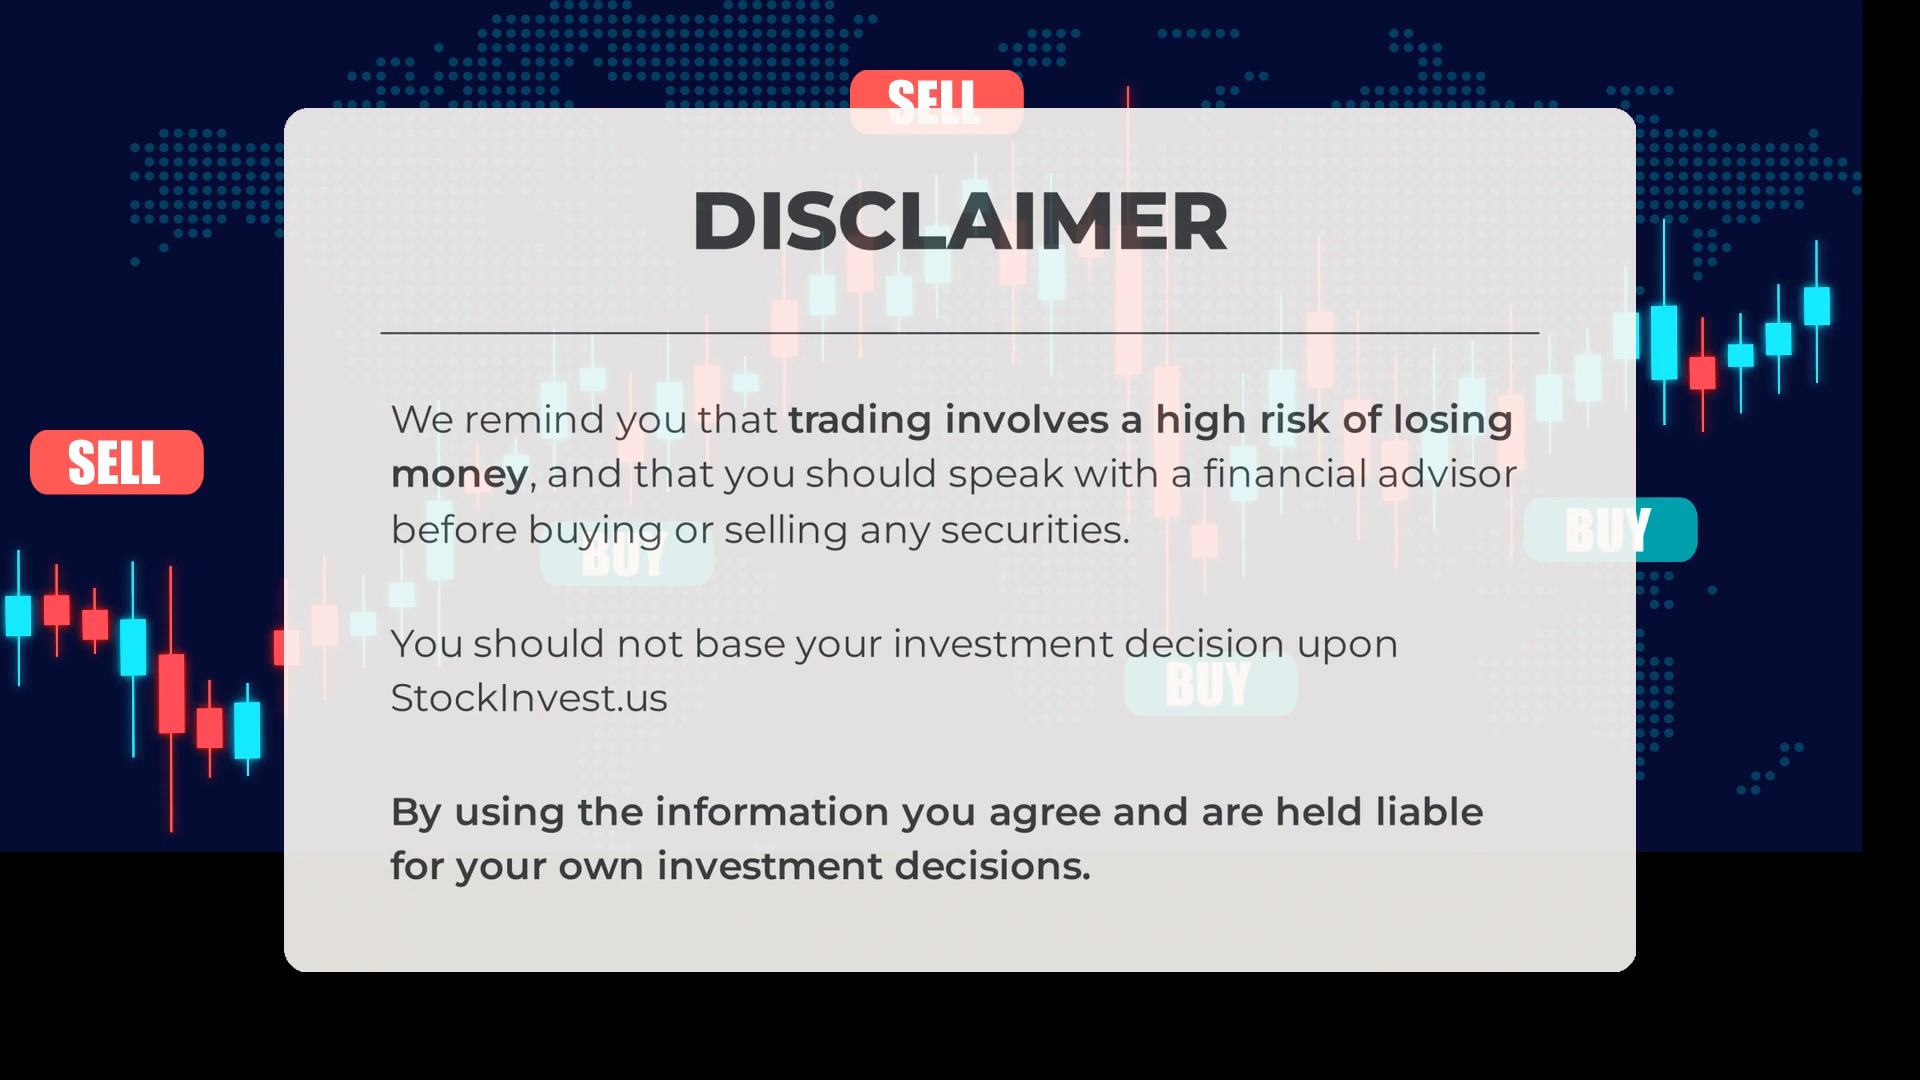 SELL
DISCLAIMER
We remind you that trading involves a high risk of losing
money, and that you should speak with a financial advisor
before buying or selling any securities.
SELL
BUY
BUY
You should not base your investment decision upon
StockInvest.us
BUY
By using the information you agree and are held liable
for your own investment decisions.